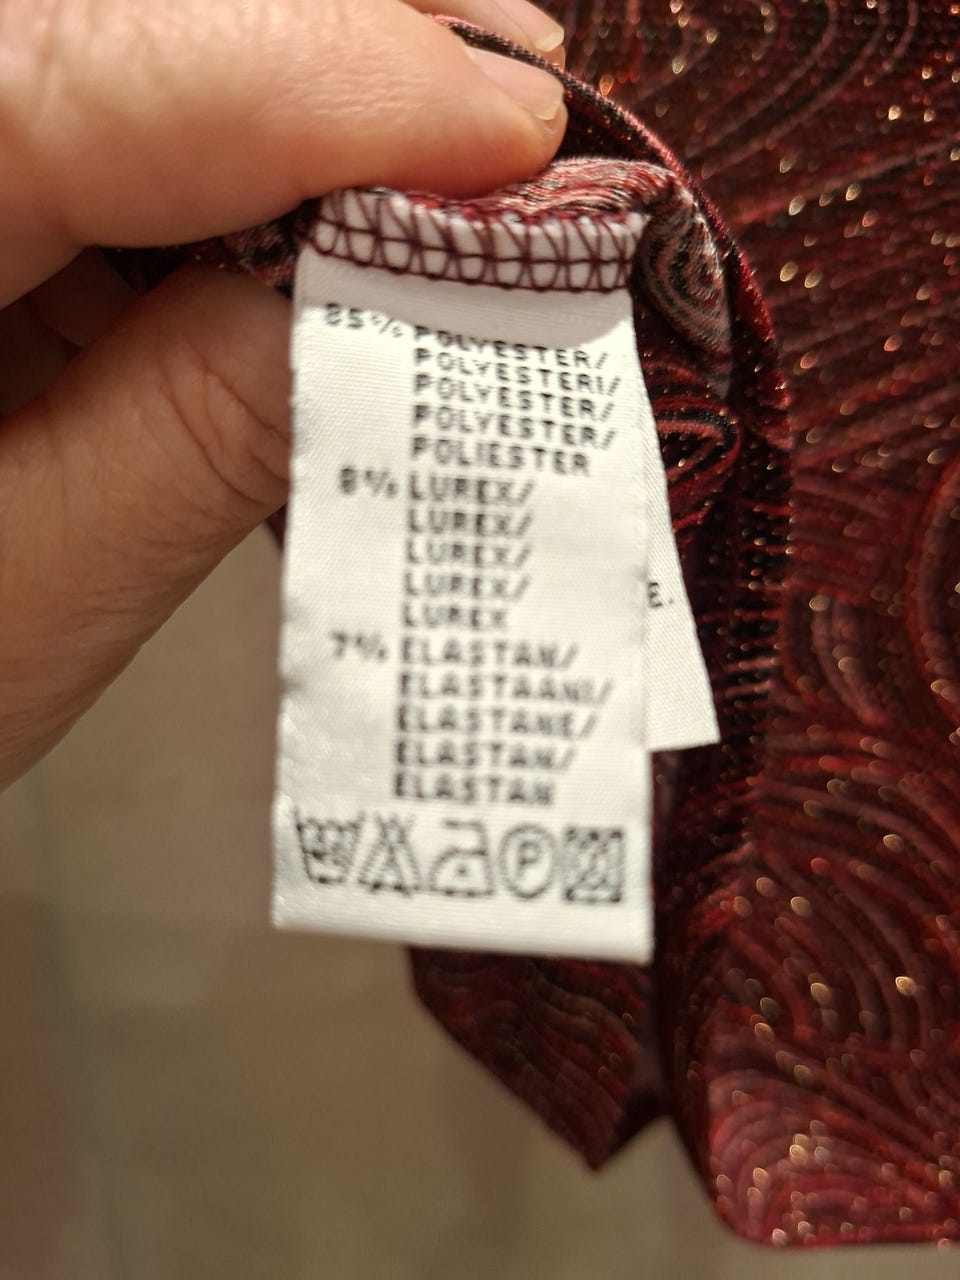 85% POLYESTER/
POLYESTERI/
POLYESTER/
POLYESTER/
POLIESTER
8% LUREX/
LUREX/
LUREX/
LUREX/
LUREX
7% ELASTAN/
ELASTAANI/
ELASTANE/
ELASTAN/
ELASTAN
P
E.